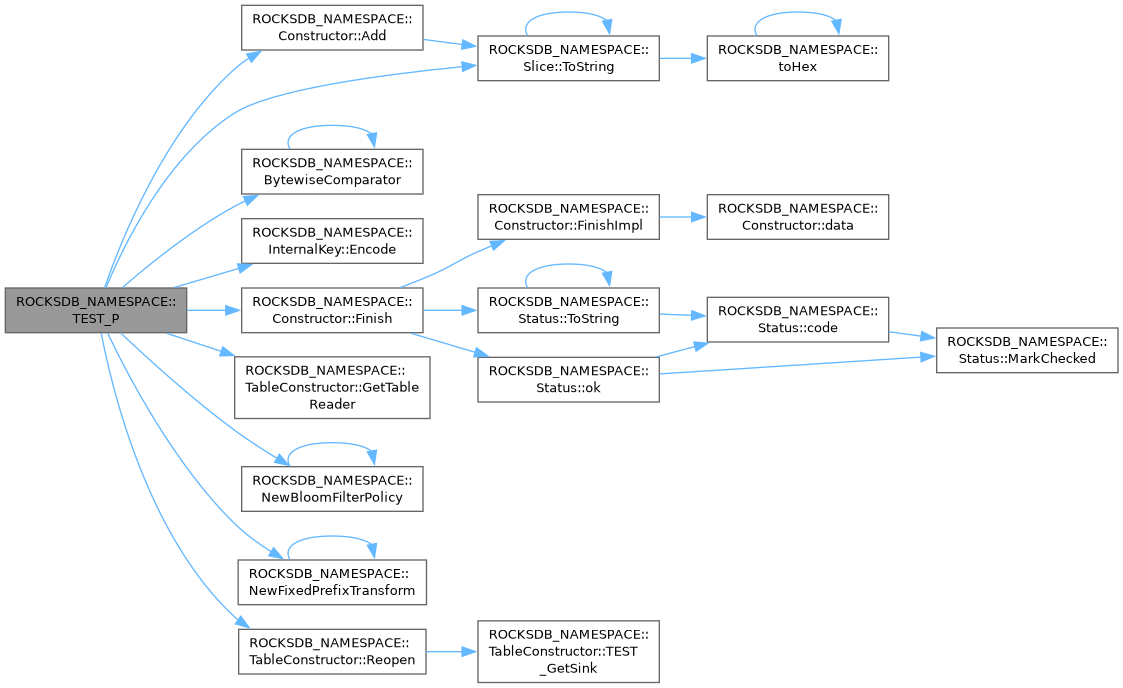 ROCKSDB_NAMESPACE::
TEST_P
ROCKSDB_NAMESPACE::
Constructor::Add
ROCKSDB_NAMESPACE::
Slice::ToString
ROCKSDB_NAMESPACE::
toHex
ROCKSDB_NAMESPACE::
BytewiseComparator
ROCKSDB_NAMESPACE::
InternalKey::Encode
ROCKSDB_NAMESPACE::
Constructor::Finish
ROCKSDB_NAMESPACE::
Constructor::FinishImpl
ROCKSDB_NAMESPACE::
Constructor::data
ROCKSDB_NAMESPACE::
Status::ToString
ROCKSDB_NAMESPACE::
Status::code
ROCKSDB_NAMESPACE::
Status::MarkChecked
ROCKSDB_NAMESPACE::
Status::ok
ROCKSDB_NAMESPACE::
TableConstructor::GetTable
Reader
ROCKSDB_NAMESPACE::
NewBloomFilterPolicy
ROCKSDB_NAMESPACE::
NewFixedPrefixTransform
ROCKSDB_NAMESPACE::
TableConstructor::Reopen
ROCKSDB_NAMESPACE::
TableConstructor::TEST
_GetSink